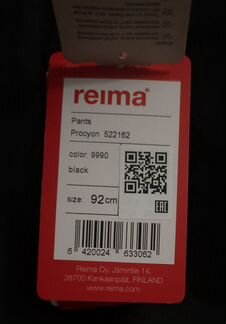 reima®
Pants
Procyon 522162
color: 9990
black
size: 92cm
EAC
6 420024 633062
Reima Oy, Jämintie 14,
38700 Kankaanpää, FINLAND
www.reima.com